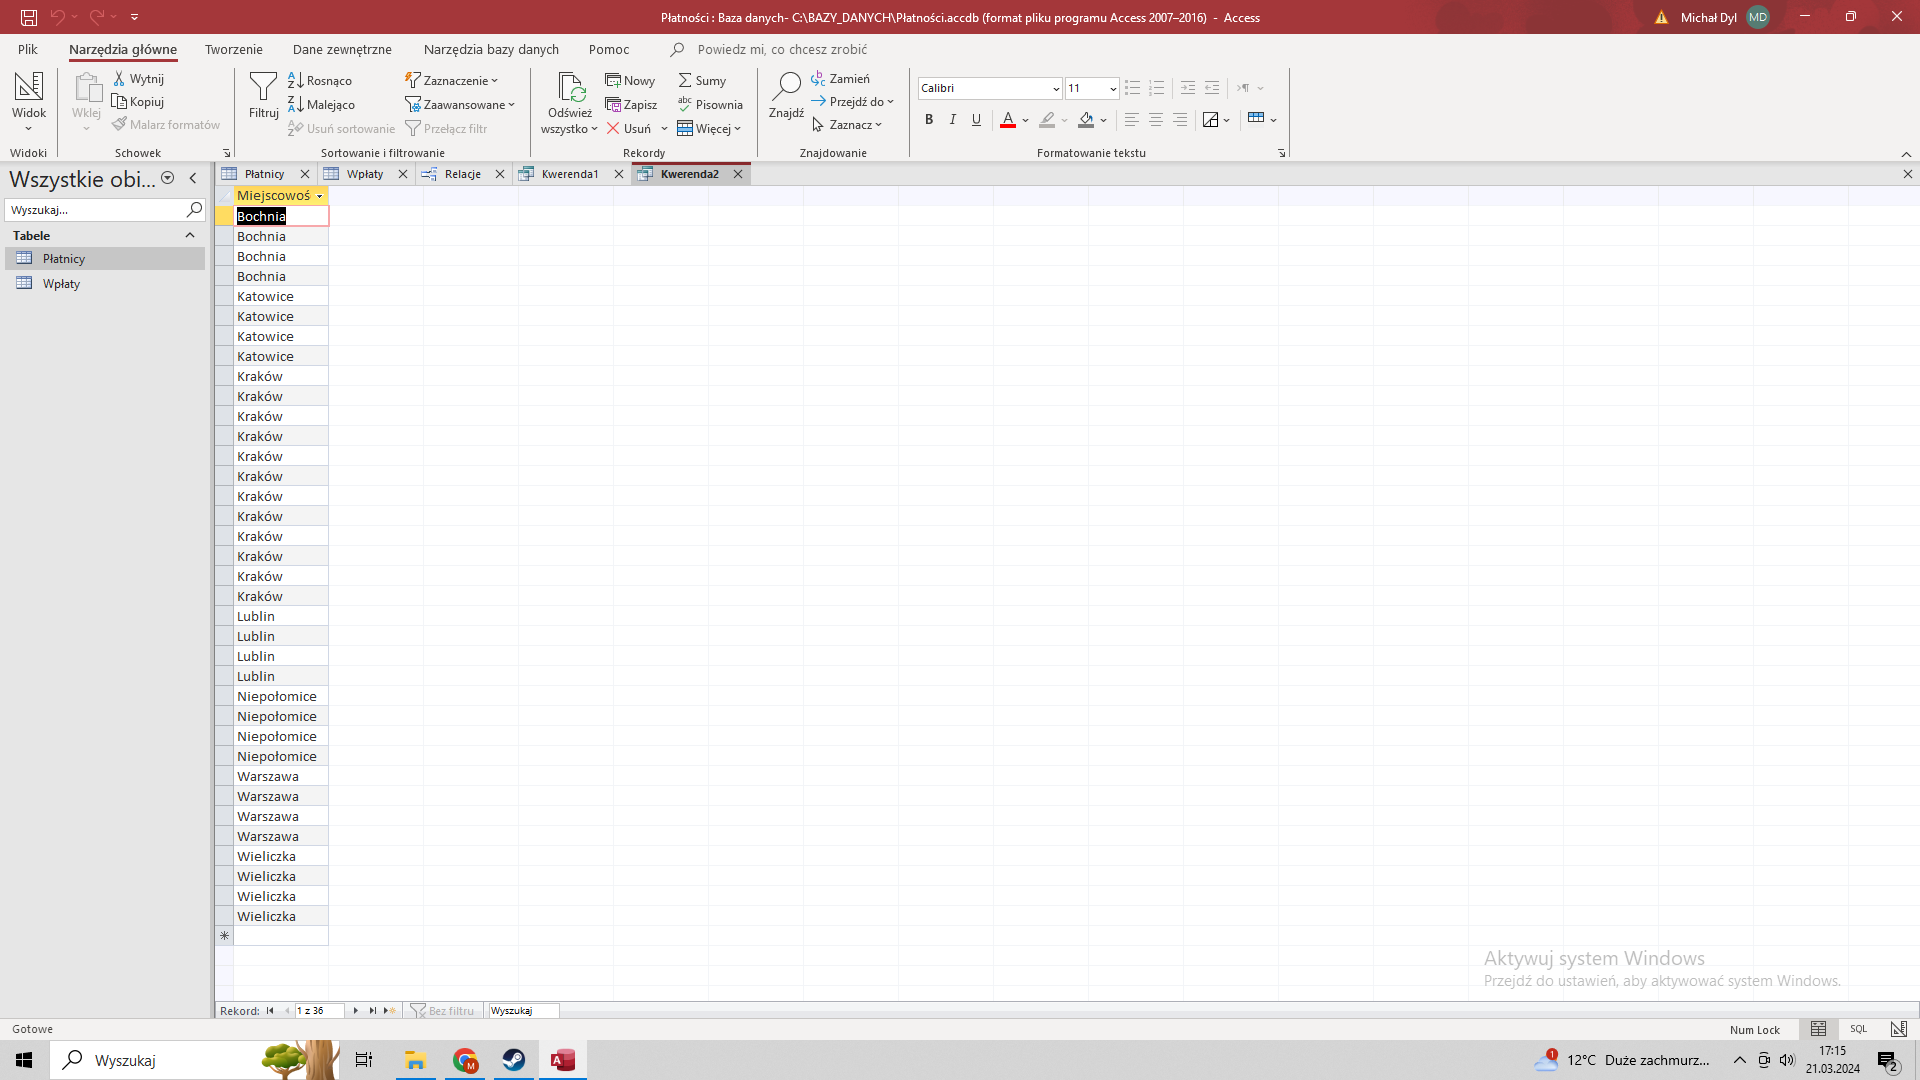 Płatności : Baza danych- C:\BAZY_DANYCH\Płatności.accdb (format pliku programu Access 2007–2016) - Access
Michał Dyl MD
Plik Narzędzia główne Tworzenie Dane zewnętrzne Narzędzia bazy danych Pomoc Powiedz mi, co chcesz zrobić
Widok
Widoki
Wklej
Wytnij
Kopiuj
Malarz formatów
Schowek
Filtruj
Rosnąco
Malejąco
Usuń sortowanie
Zaznaczenie
Zaawansowane
Przełącz filtr
Sortowanie i filtrowanie
Odśwież
wszystko
Nowy
Zapisz
Usuń
Sumy
Pisownia
Więcej
Rekordy
Znajdź
Zamień
Przejdź do
Zaznacz
Znajdowanie
Calibri 11
B I U A
Formatowanie tekstu
Wszystkie obi...
Wyszukaj...
Tabele
Płatnicy
Wpłaty
Płatnicy Wpłaty Relacje Kwerenda1 Kwerenda2
Miejscowoś
Bochnia
Bochnia
Bochnia
Bochnia
Katowice
Katowice
Katowice
Katowice
Kraków
Kraków
Kraków
Kraków
Kraków
Kraków
Kraków
Kraków
Kraków
Kraków
Kraków
Kraków
Lublin
Lublin
Lublin
Lublin
Niepołomice
Niepołomice
Niepołomice
Niepołomice
Warszawa
Warszawa
Warszawa
Warszawa
Wieliczka
Wieliczka
Wieliczka
Wieliczka
Aktywuj system Windows
Przejdź do ustawień, aby aktywować system Windows.
Rekord: 1 z 36 Bez filtru Wyszukaj
Gotowe
Num Lock SQL
Wyszukaj
1 12°C Duże zachmurz...
17:15
21.03.2024
2